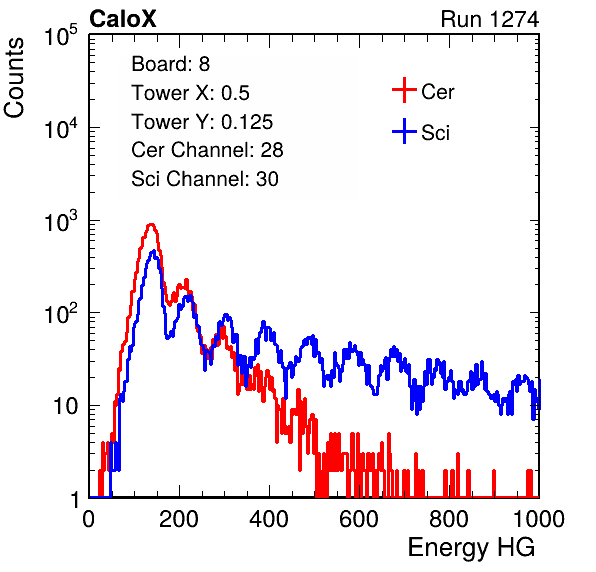 CaloX Run 1274
Counts
Board: 8
Tower X: 0.5
Tower Y: 0.125
Cer Channel: 28
Sci Channel: 30
Cer
Sci
10^5
10^4
10^3
10^2
10
1
0 200 400 600 800 1000
Energy HG